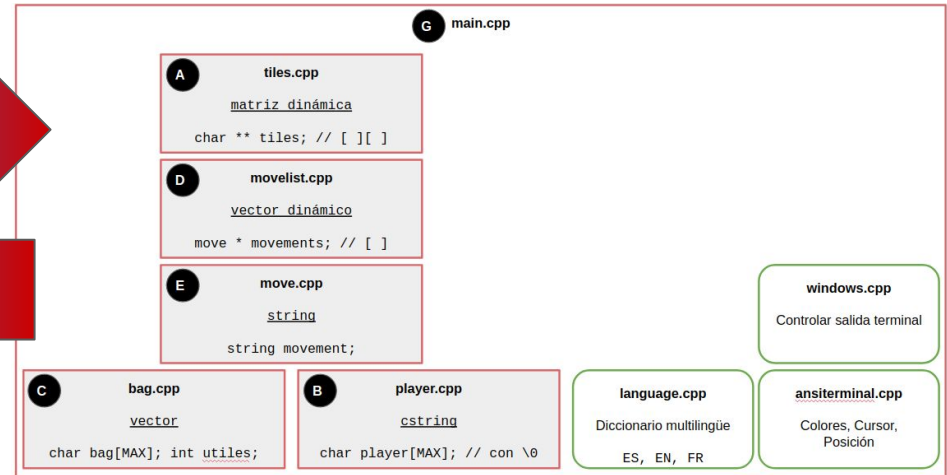 G main.cpp
A tiles.cpp
matriz dinámica
char ** tiles; // [ ][ ]
D movelist.cpp
vector dinámico
move * movements; // [ ]
E move.cpp
string
string movement;
windows.cpp
Controlar salida terminal
C bag.cpp
vector
char bag[MAX]; int utiles;
B player.cpp
cstring
char player[MAX]; // con \0
language.cpp
Diccionario multilingüe
ES, EN, FR
ansiterminal.cpp
Colores, Cursor,
Posición